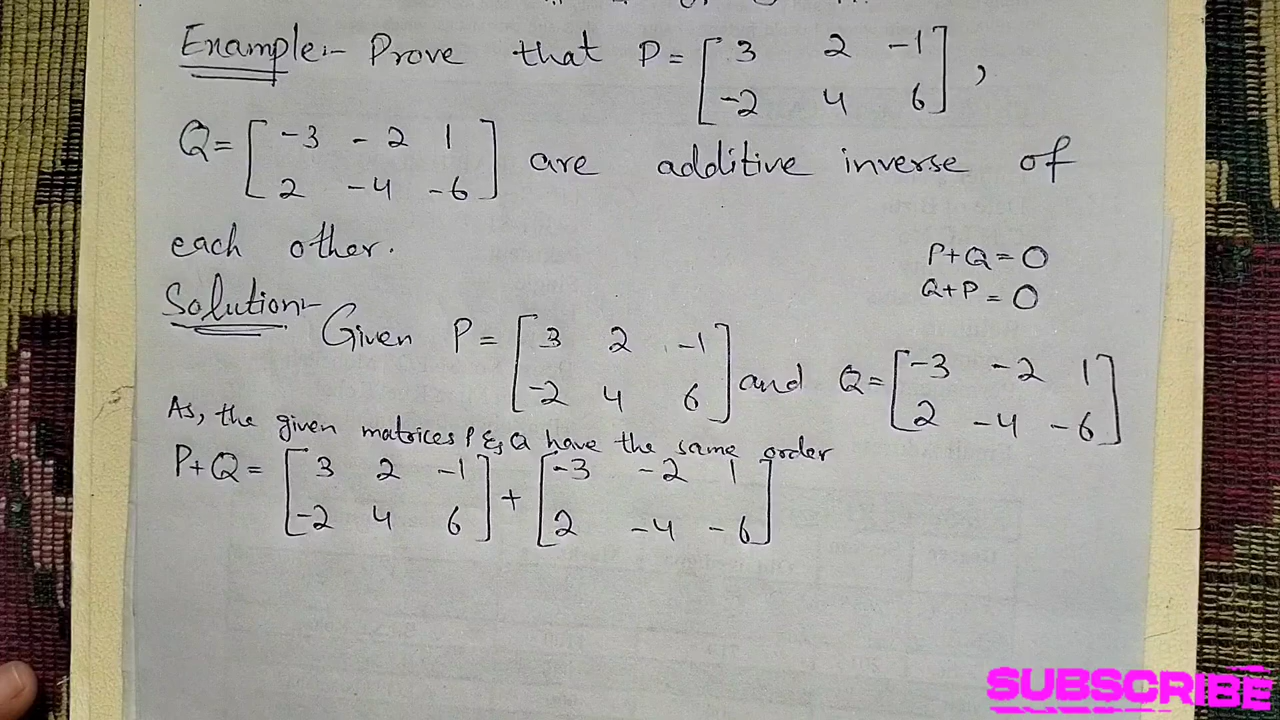 Example:- Prove that P = [3 2 -1
-2 4 6],
Q = [-3 -2 1
2 -4 -6] are additive inverse of
each other.
P+Q = 0
Q+P = 0
Solution:-
Given P = [3 2 -1
-2 4 6] and Q = [-3 -2 1
2 -4 -6]
As, the given matrices P & Q have the same order
P+Q = [3 2 -1
-2 4 6] + [-3 -2 1
2 -4 -6]
SUBSCRIBE